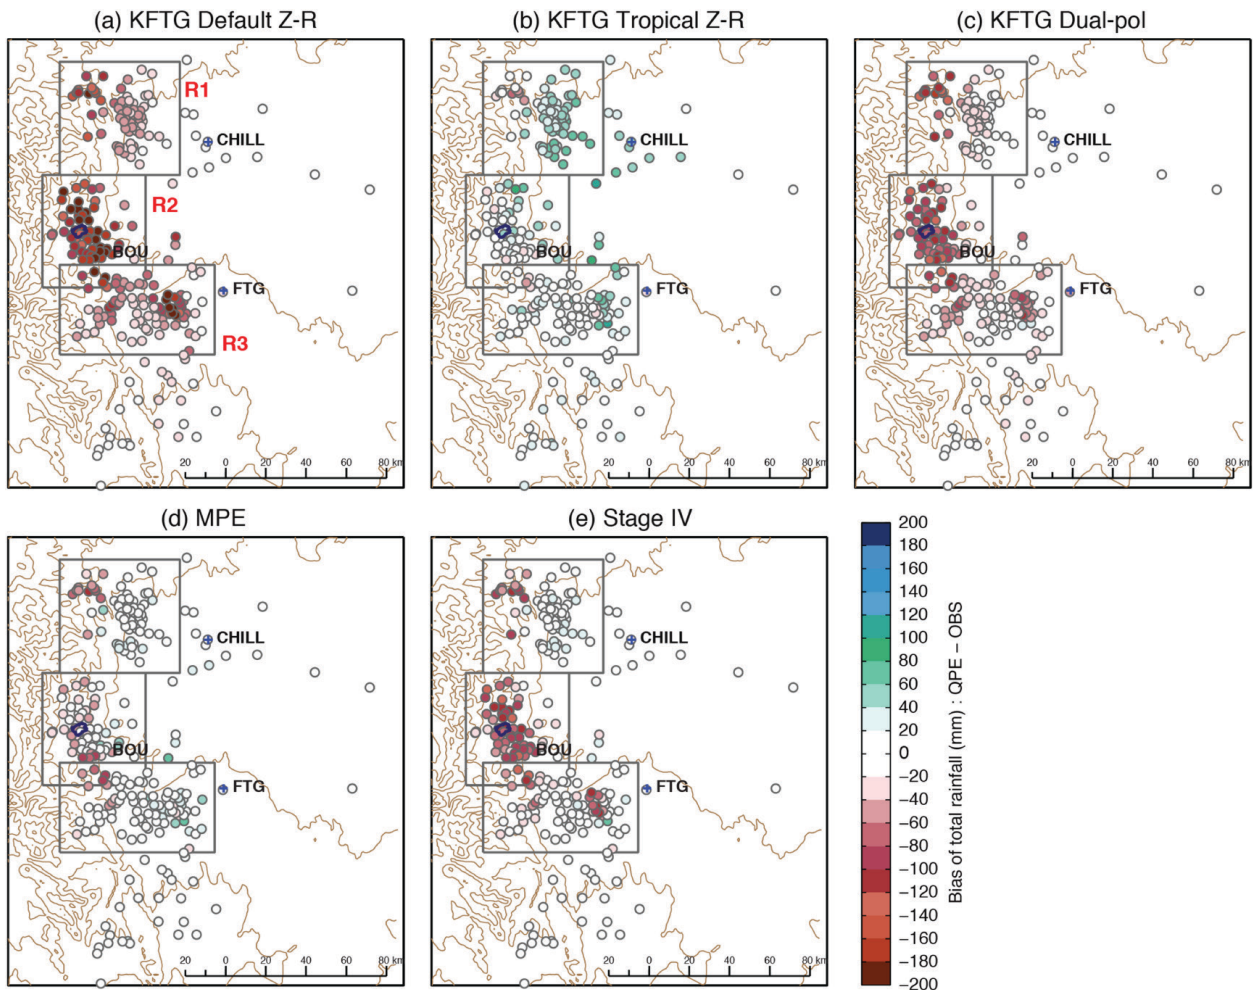 (a) KFTG Default Z-R
(b) KFTG Tropical Z-R
(c) KFTG Dual-pol
R1
CHILL
R2
BOU
FTG
R3
20 0 20 40 60 80 km
CHILL
BOU
FTG
20 0 20 40 60 80 km
CHILL
BOU
FTG
20 0 20 40 60 80 km
(d) MPE
(e) Stage IV
CHILL
BOU
FTG
20 0 20 40 60 80 km
CHILL
BOU
FTG
20 0 20 40 60 80 km
200
180
160
140
120
100
80
60
40
20
0
−20
−40
−60
−80
−100
−120
−140
−160
−180
−200
Bias of total rainfall (mm) : QPE − OBS